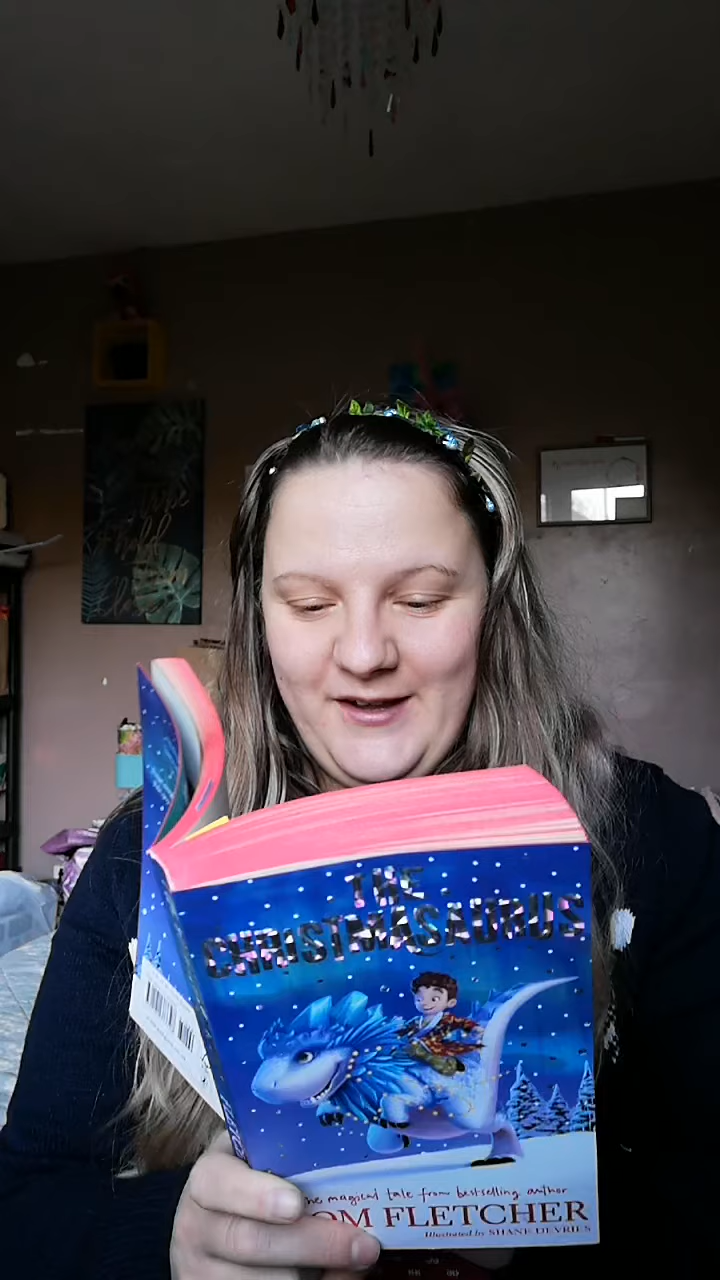 THE
CHRISTMASAURUS
The magical tale from bestselling author
TOM FLETCHER
Illustrated by SHANE DEVRIES